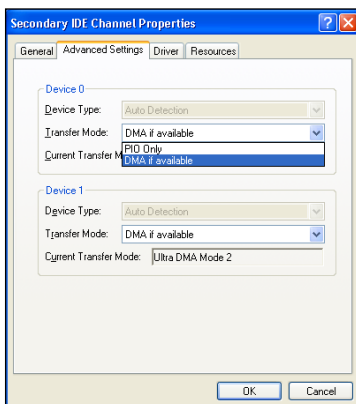 Secondary IDE Channel Properties
General Advanced Settings Driver Resources
Device 0
Device Type: Auto Detection
Transfer Mode: DMA if available
PIO Only
Current Transfer M DMA if available
Device 1
Device Type: Auto Detection
Transfer Mode: DMA if available
Current Transfer Mode: Ultra DMA Mode 2
OK Cancel